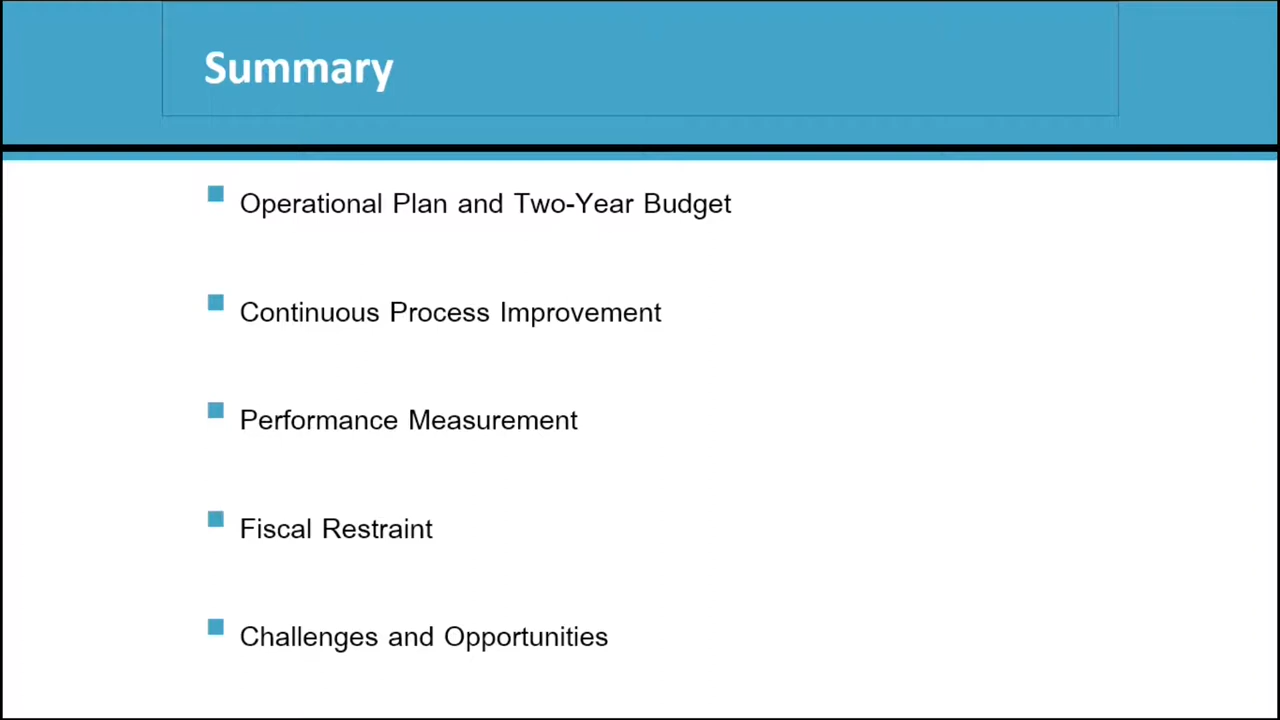 Summary
Operational Plan and Two-Year Budget
Continuous Process Improvement
Performance Measurement
Fiscal Restraint
Challenges and Opportunities